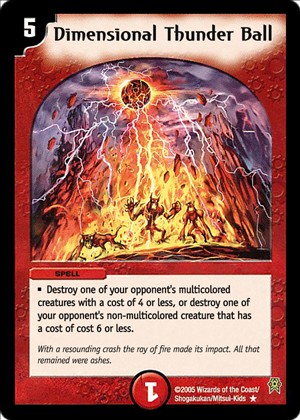 5 Dimensional Thunder Ball
SPELL
▪ Destroy one of your opponent's multicolored
creatures with a cost of 4 or less, or destroy one of
your opponent's non-multicolored creature that has
a cost of cost 6 or less.
With a resounding crash the ray of fire made its impact. All that
remained were ashes.
1
©2005 Wizards of the Coast/
Shogakukan/Mitsui-Kids ★